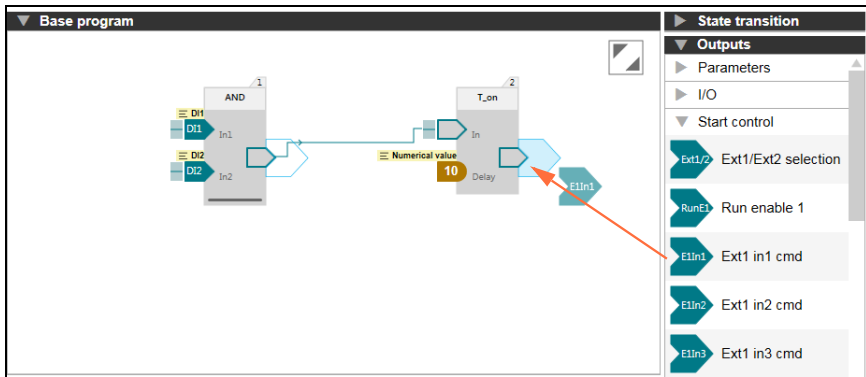 Base program
1
AND
DI1
DI1
In1
DI2
DI2
In2
2
T_on
In
Numerical value
10
Delay
E1In1
State transition
Outputs
Parameters
I/O
Start control
Ext1/2
Ext1/Ext2 selection
RunE1
Run enable 1
E1In1
Ext1 in1 cmd
E1In2
Ext1 in2 cmd
E1In3
Ext1 in3 cmd